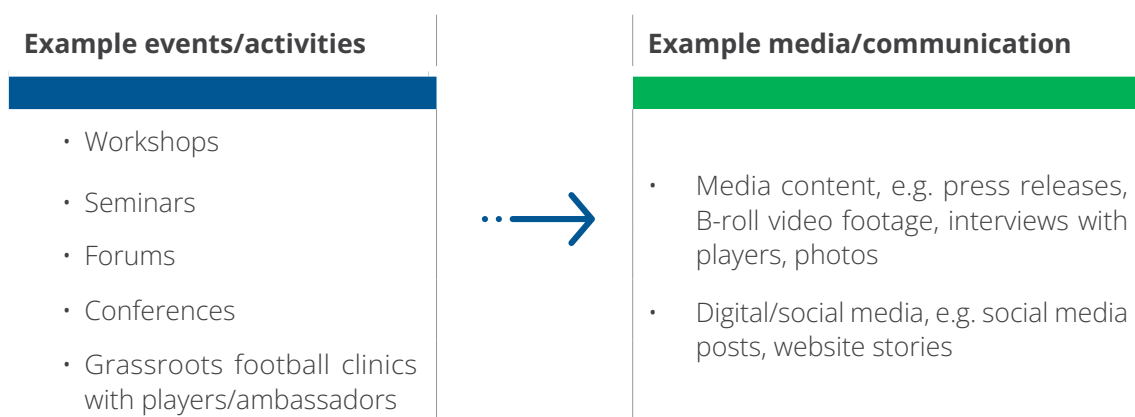 Example events/activities
• Workshops
• Seminars
• Forums
• Conferences
• Grassroots football clinics
with players/ambassadors
Example media/communication
• Media content, e.g. press releases,
B-roll video footage, interviews with
players, photos
• Digital/social media, e.g. social media
posts, website stories